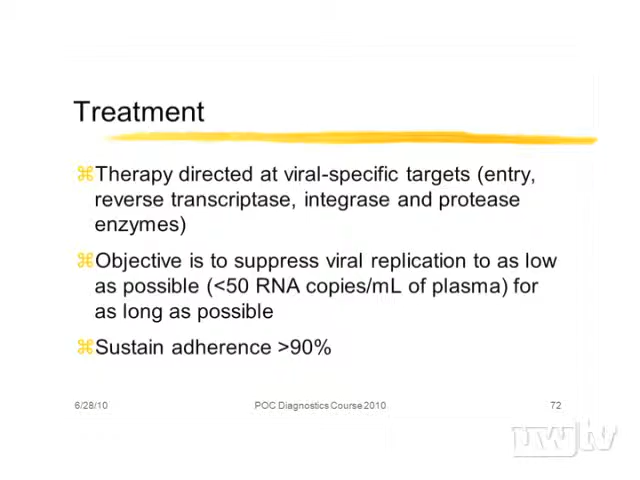 Treatment
⌘Therapy directed at viral-specific targets (entry,
reverse transcriptase, integrase and protease
enzymes)
⌘Objective is to suppress viral replication to as low
as possible (<50 RNA copies/mL of plasma) for
as long as possible
⌘Sustain adherence >90%
6/28/10 POC Diagnostics Course 2010 72
uwtv